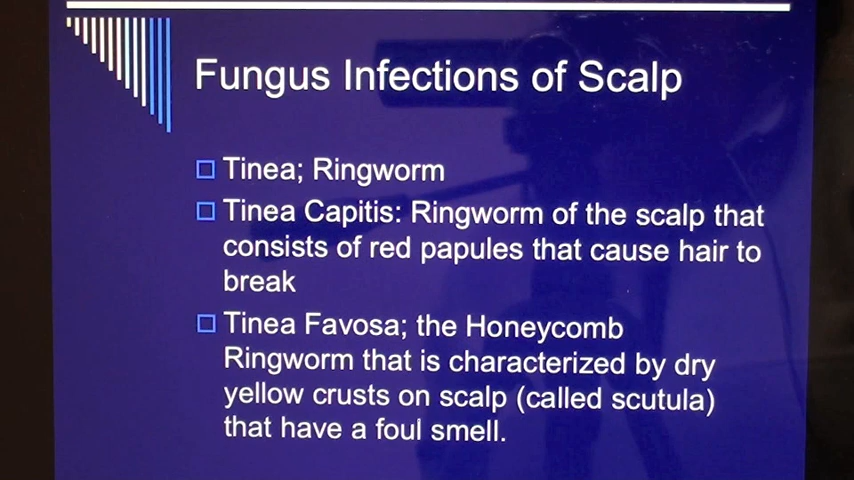 Fungus Infections of Scalp
Tinea; Ringworm
Tinea Capitis: Ringworm of the scalp that
consists of red papules that cause hair to
break
Tinea Favosa; the Honeycomb
Ringworm that is characterized by dry
yellow crusts on scalp (called scutula)
that have a foul smell.